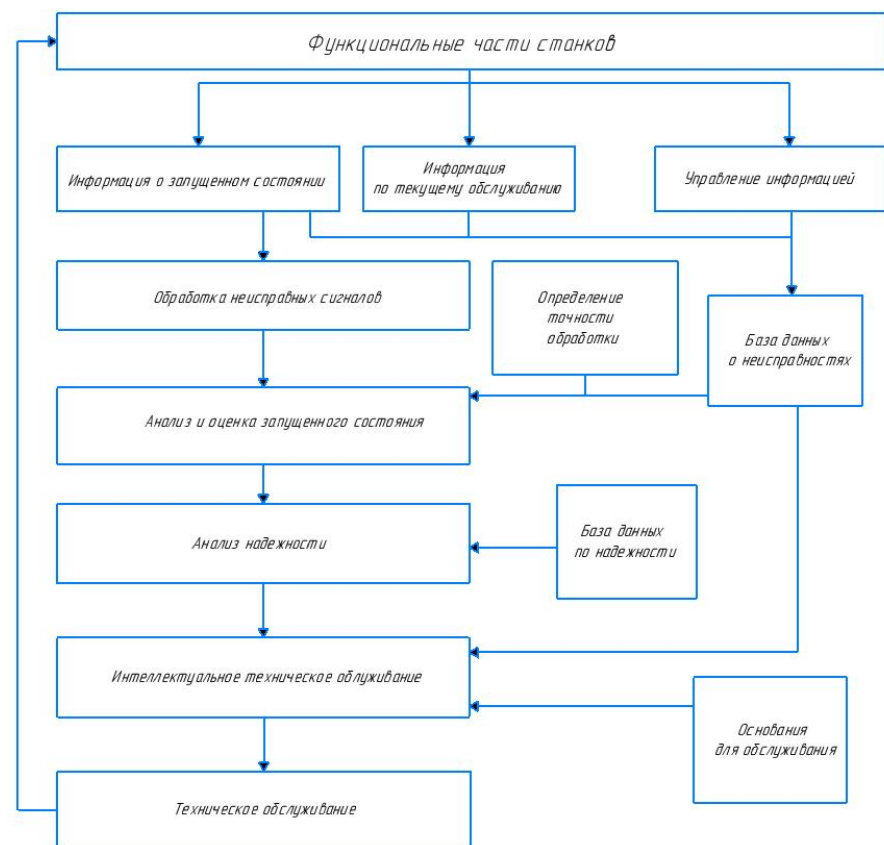 Функциональные части станков
Информация о запущенном состоянии
Информация
по текущему обслуживанию
Управление информацией
Обработка неисправных сигналов
Определение
точности
обработки
База данных
о неисправностях
Анализ и оценка запущенного состояния
Анализ надежности
База данных
по надежности
Интеллектуальное техническое облуживание
Основания
для обслуживания
Техническое обслуживание